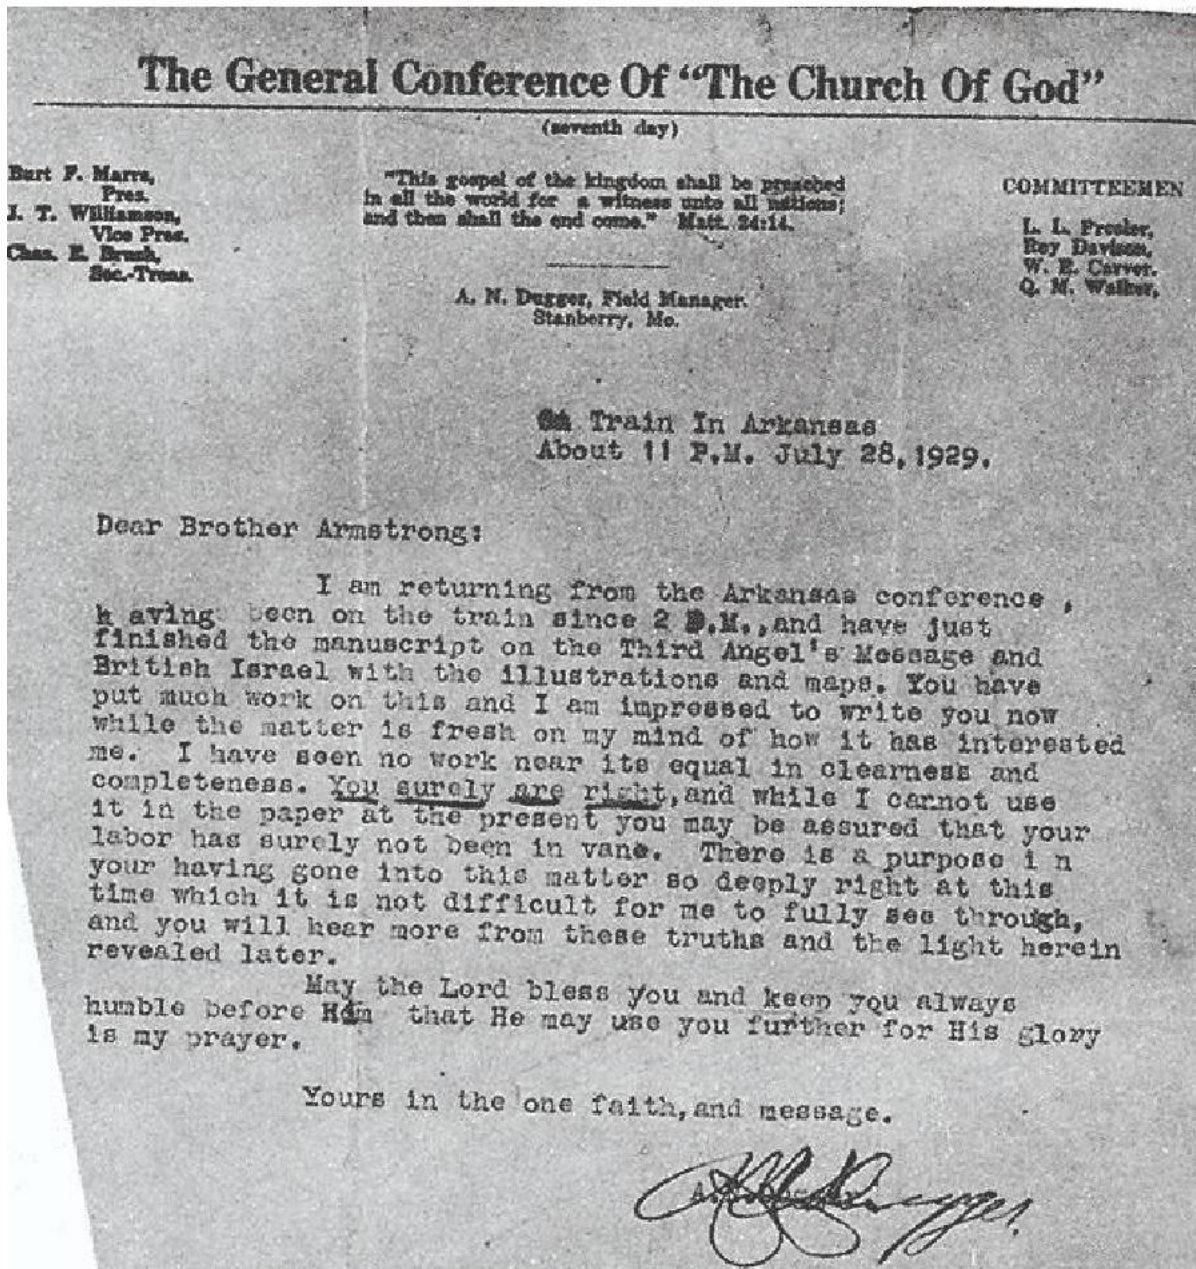 The General Conference Of "The Church Of God"
(seventh day)
Burt F. Marrs,
Pres.
J. T. Williamson,
Vice Pres.
Chas. E. Brush,
Sec.-Treas.
"This gospel of the kingdom shall be preached
in all the world for a witness unto all nations;
and then shall the end come." Matt. 24:14.
A. N. Dugger, Field Manager.
Stanberry, Mo.
COMMITTEEMEN
L. L. Presler,
Roy Davison,
W. E. Carver.
Q. M. Walker,
Train In Arkansas
About 11 P.M. July 28, 1929.
Dear Brother Armstrong:
I am returning from the Arkansas conference ,
h aving been on the train since 2 P.M.,and have just
finished the manuscript on the Third Angel's Message and
British Israel with the illustrations and maps. You have
put much work on this and I am impressed to write you now
while the matter is fresh on my mind of how it has interested
me. I have seen no work near its equal in clearness and
completeness. You surely are right,and while I cannot use
it in the paper at the present you may be assured that your
labor has surely not been in vane. There is a purpose i n
your having gone into this matter so deeply right at this
time which it is not difficult for me to fully see through,
and you will hear more from these truths and the light herein
revealed later.
May the Lord bless you and keep you always
humble before Him that He may use you further for His glory
is my prayer.
Yours in the one faith,and message.
Dugger.